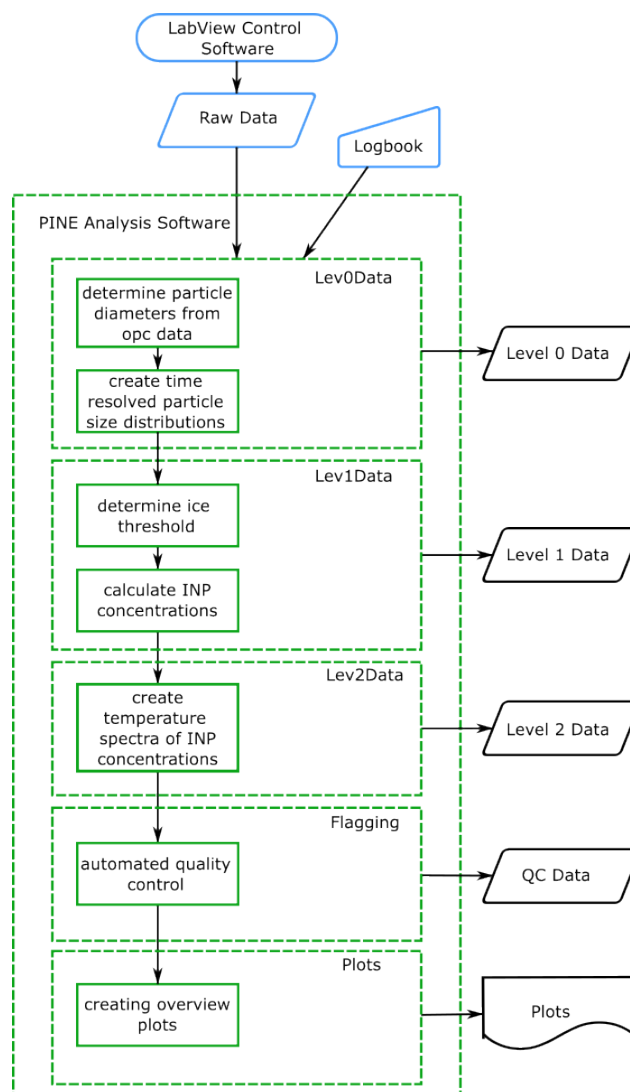 LabView Control
Software
Raw Data
Logbook
PINE Analysis Software
Lev0Data
determine particle
diameters from
opc data
create time
resolved particle
size distributions
Level 0 Data
Lev1Data
determine ice
threshold
calculate INP
concentrations
Level 1 Data
Lev2Data
create
temperature
spectra of INP
concentrations
Level 2 Data
Flagging
automated quality
control
QC Data
Plots
creating overview
plots
Plots